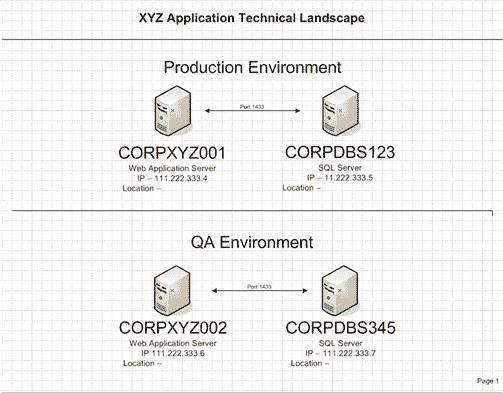 XYZ Application Technical Landscape
Production Environment
Port 1433
CORPXYZ001
Web Application Server
IP – 111.222.333.4
Location –
CORPDBS123
SQL Server
IP – 11.222.333.5
Location –
QA Environment
Port 1433
CORPXYZ002
Web Application Server
IP 111.222.333.6
Location –
CORPDBS345
SQL Server
IP – 111.222.333.7
Location –
Page 1